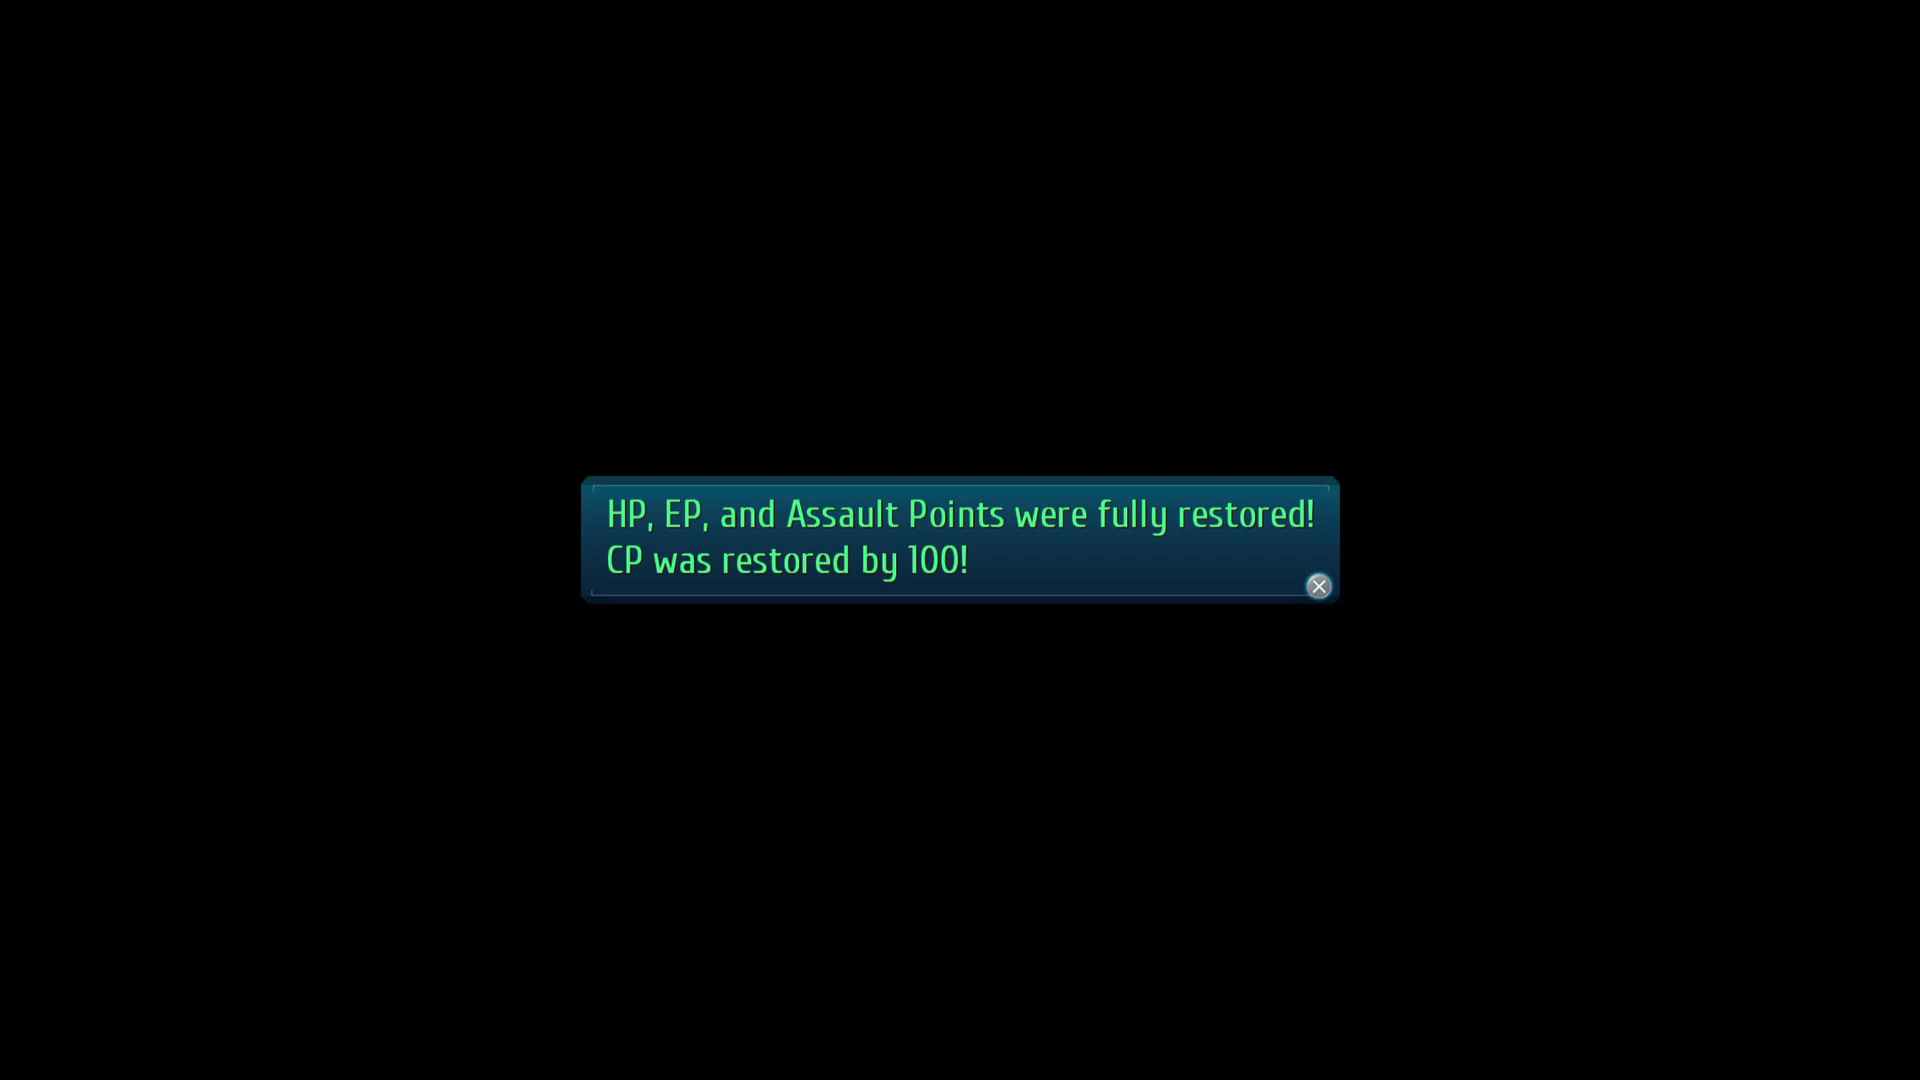 HP, EP, and Assault Points were fully restored!
CP was restored by 100!